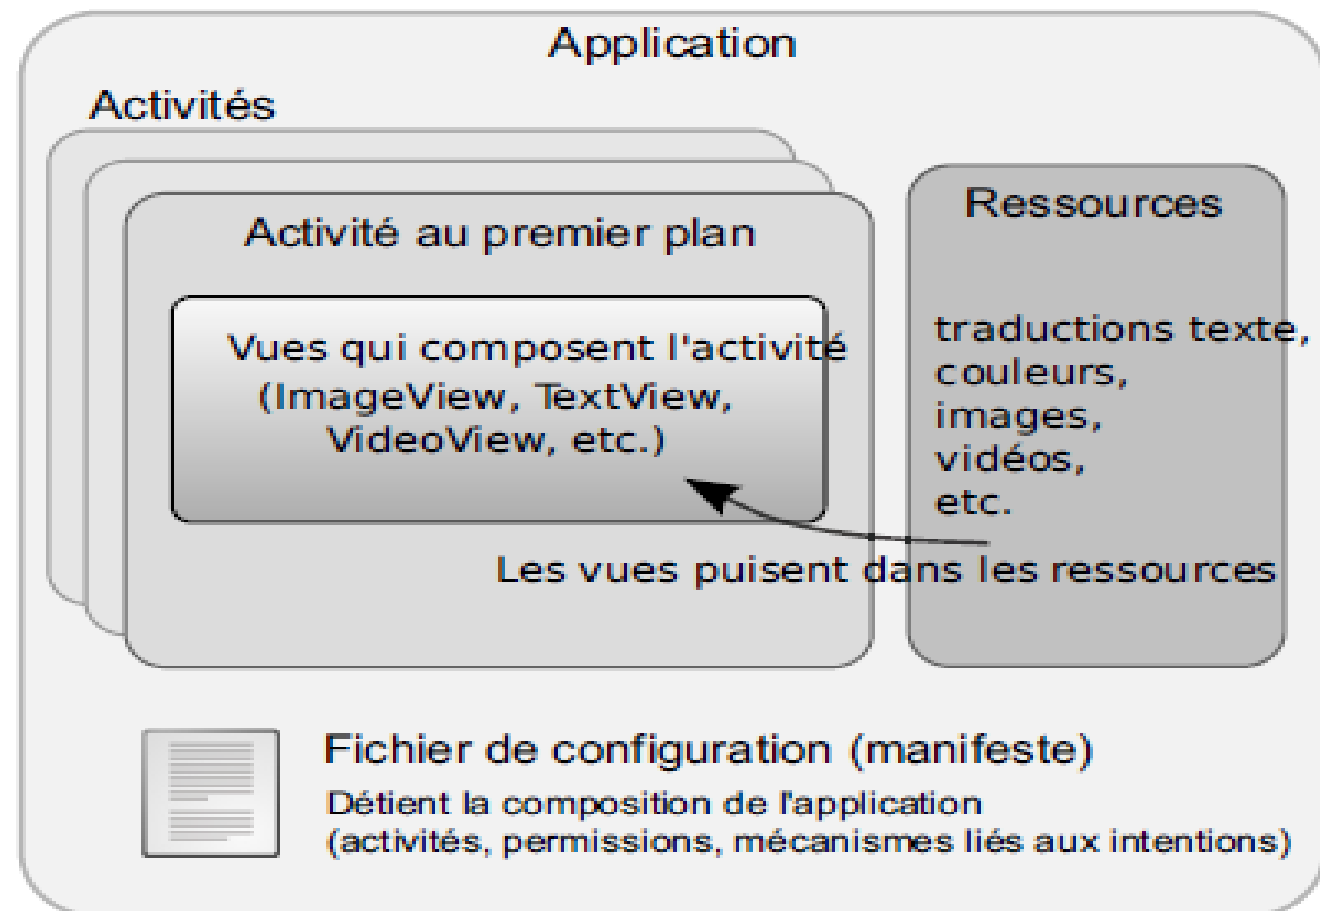 Application
Activités
Activité au premier plan
Vues qui composent l'activité
(ImageView, TextView,
VideoView, etc.)
Ressources
traductions texte,
couleurs,
images,
vidéos,
etc.
Les vues puisent dans les ressources
Fichier de configuration (manifeste)
Détient la composition de l'application
(activités, permissions, mécanismes liés aux intentions)